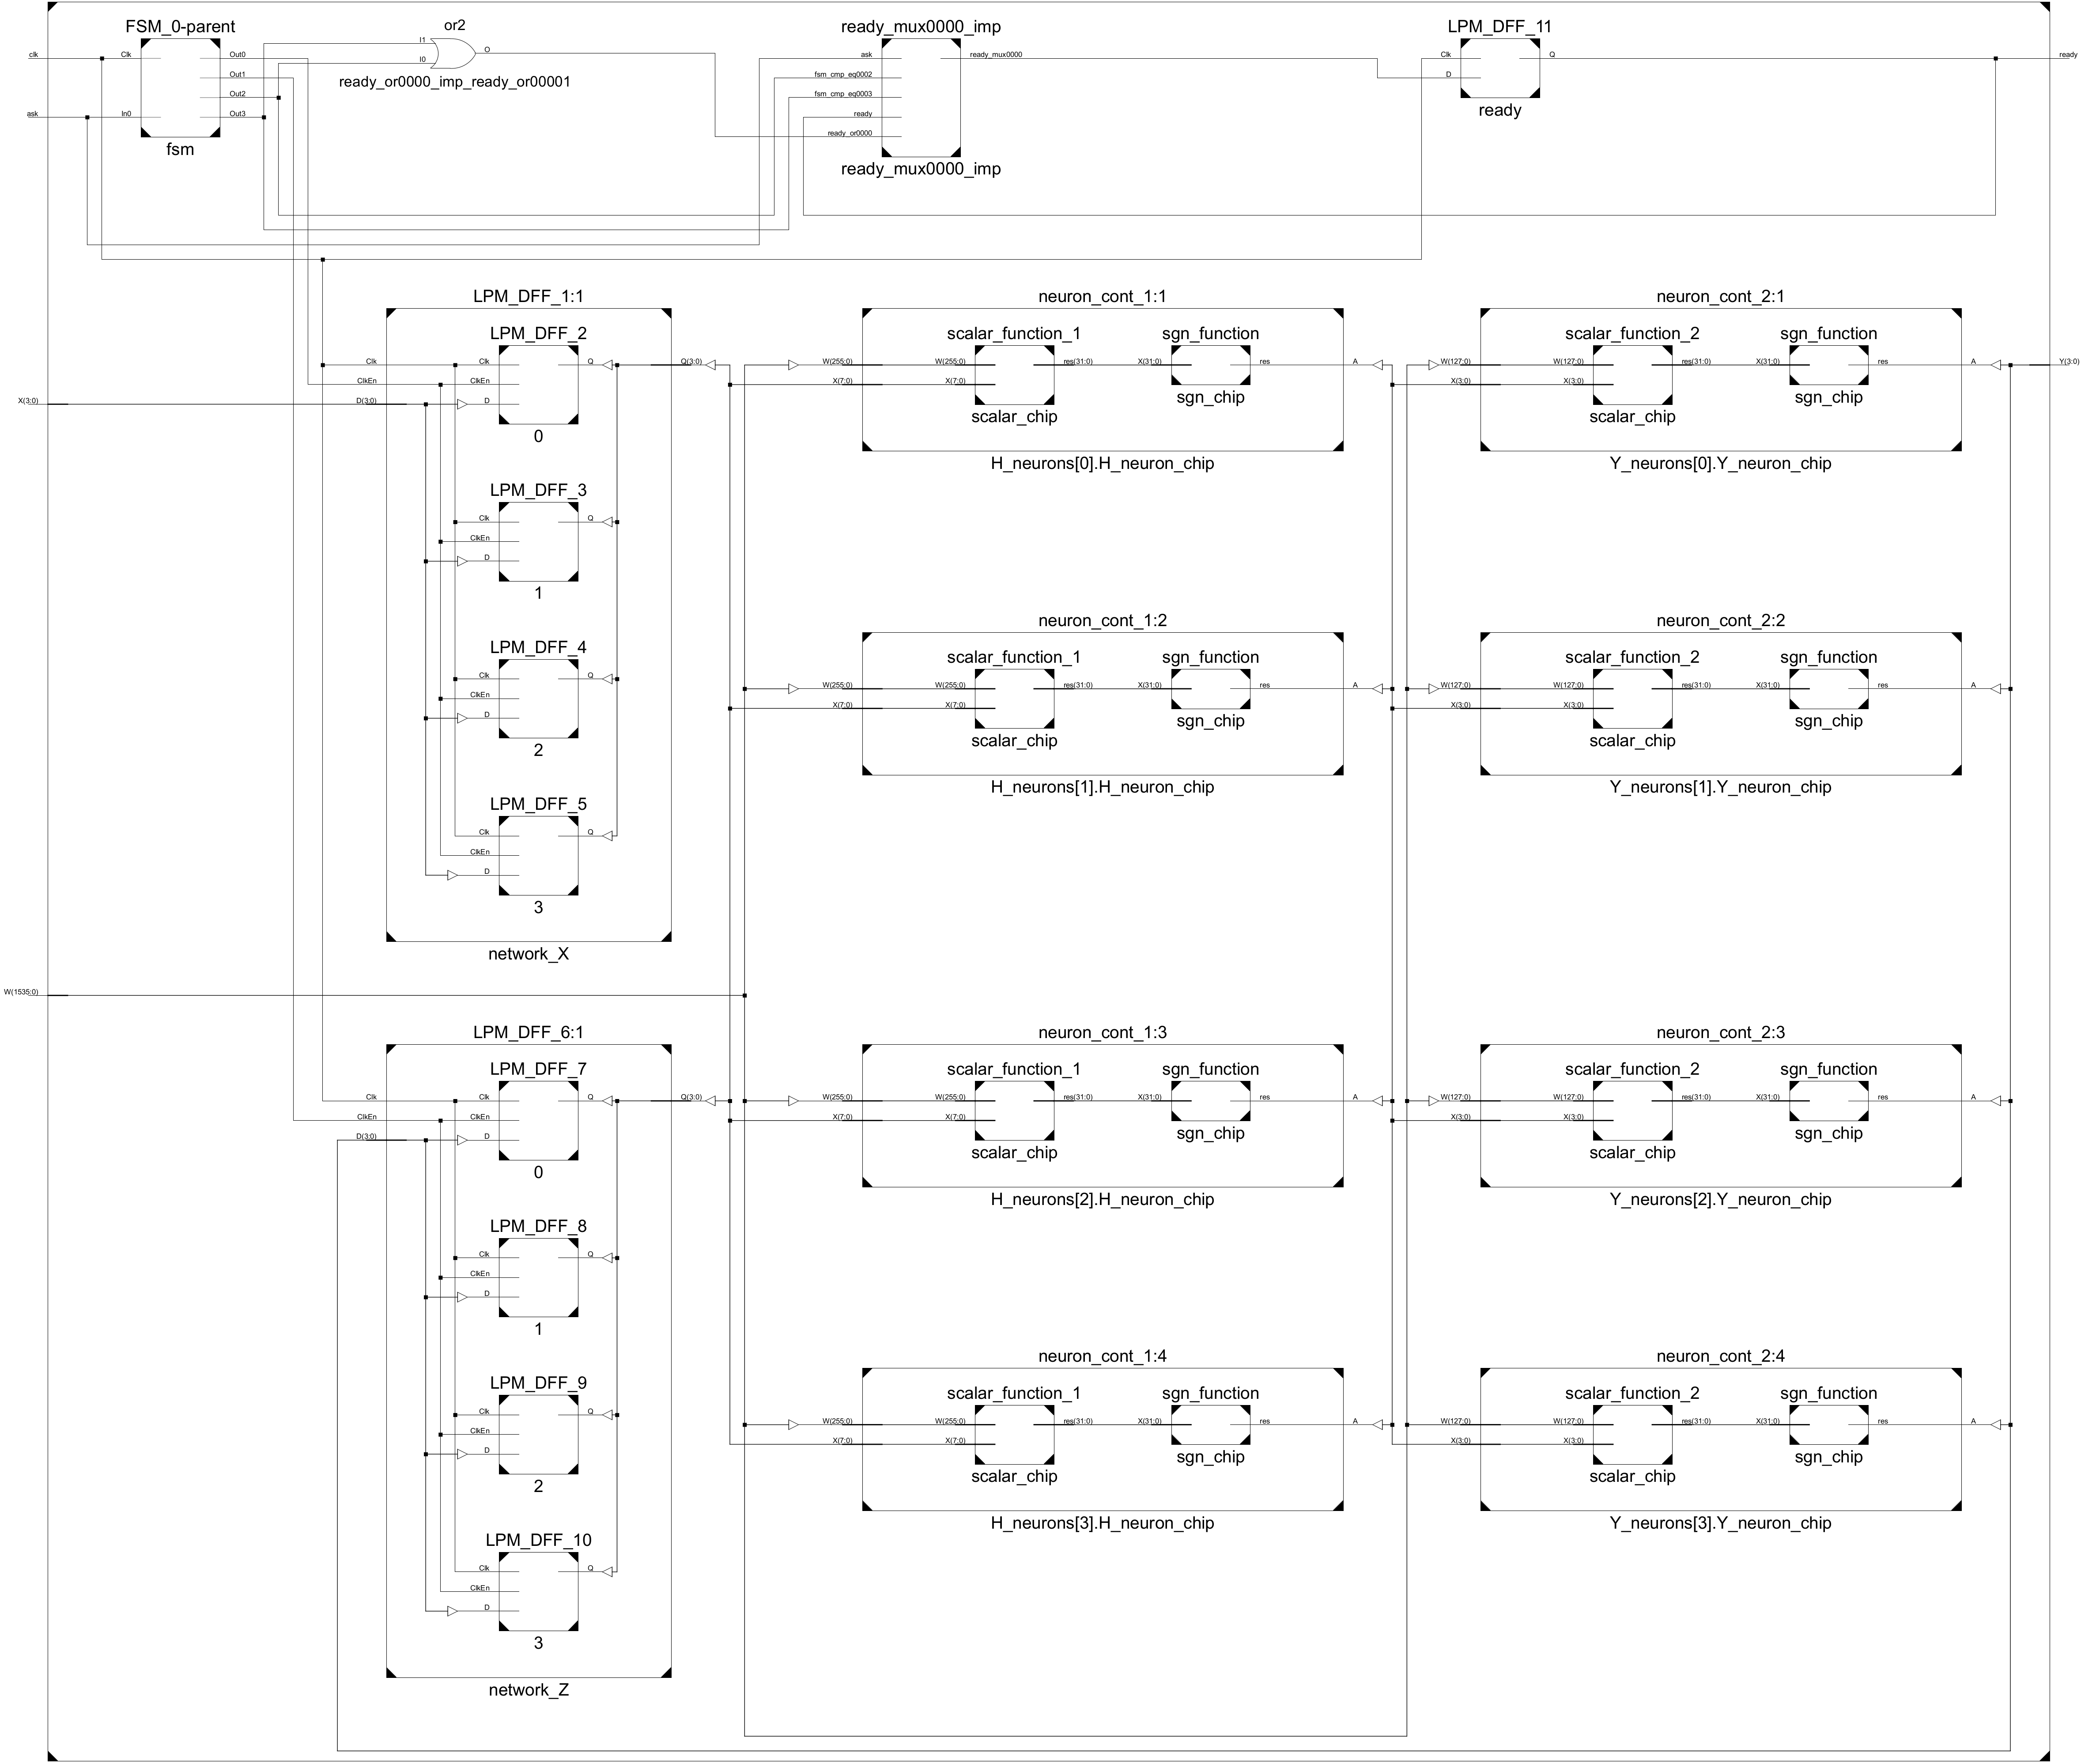 FSM_0-parent
or2
ready_mux0000_imp
LPM_DFF_11
clk
Clk
Out0
Out1
Out2
Out3
ask
In0
fsm
I1
I0
O
ready_or0000_imp_ready_or00001
ask
fsm_cmp_eq0002
fsm_cmp_eq0003
ready
ready_or0000
ready_mux0000
ready_mux0000_imp
Clk
D
Q
ready
ready
LPM_DFF_1:1
LPM_DFF_2
Clk
Clk
Q
Q(3:0)
ClkEn
ClkEn
X(3:0)
D(3:0)
D
0
LPM_DFF_3
Clk
Q
ClkEn
D
1
LPM_DFF_4
Clk
Q
ClkEn
D
2
LPM_DFF_5
Clk
Q
ClkEn
D
3
network_X
neuron_cont_1:1
scalar_function_1
sgn_function
W(255:0)
W(255:0)
res(31:0)
X(31:0)
res
A
X(7:0)
X(7:0)
scalar_chip
sgn_chip
H_neurons[0].H_neuron_chip
neuron_cont_2:1
scalar_function_2
sgn_function
W(127:0)
W(127:0)
res(31:0)
X(31:0)
res
A
Y(3:0)
X(3:0)
X(3:0)
scalar_chip
sgn_chip
Y_neurons[0].Y_neuron_chip
neuron_cont_1:2
scalar_function_1
sgn_function
W(255:0)
W(255:0)
res(31:0)
X(31:0)
res
A
X(7:0)
X(7:0)
scalar_chip
sgn_chip
H_neurons[1].H_neuron_chip
neuron_cont_2:2
scalar_function_2
sgn_function
W(127:0)
W(127:0)
res(31:0)
X(31:0)
res
A
X(3:0)
X(3:0)
scalar_chip
sgn_chip
Y_neurons[1].Y_neuron_chip
W(1535:0)
LPM_DFF_6:1
LPM_DFF_7
Clk
Clk
Q
Q(3:0)
ClkEn
ClkEn
D(3:0)
D
0
LPM_DFF_8
Clk
Q
ClkEn
D
1
LPM_DFF_9
Clk
Q
ClkEn
D
2
LPM_DFF_10
Clk
Q
ClkEn
D
3
network_Z
neuron_cont_1:3
scalar_function_1
sgn_function
W(255:0)
W(255:0)
res(31:0)
X(31:0)
res
A
X(7:0)
X(7:0)
scalar_chip
sgn_chip
H_neurons[2].H_neuron_chip
neuron_cont_2:3
scalar_function_2
sgn_function
W(127:0)
W(127:0)
res(31:0)
X(31:0)
res
A
X(3:0)
X(3:0)
scalar_chip
sgn_chip
Y_neurons[2].Y_neuron_chip
neuron_cont_1:4
scalar_function_1
sgn_function
W(255:0)
W(255:0)
res(31:0)
X(31:0)
res
A
X(7:0)
X(7:0)
scalar_chip
sgn_chip
H_neurons[3].H_neuron_chip
neuron_cont_2:4
scalar_function_2
sgn_function
W(127:0)
W(127:0)
res(31:0)
X(31:0)
res
A
X(3:0)
X(3:0)
scalar_chip
sgn_chip
Y_neurons[3].Y_neuron_chip